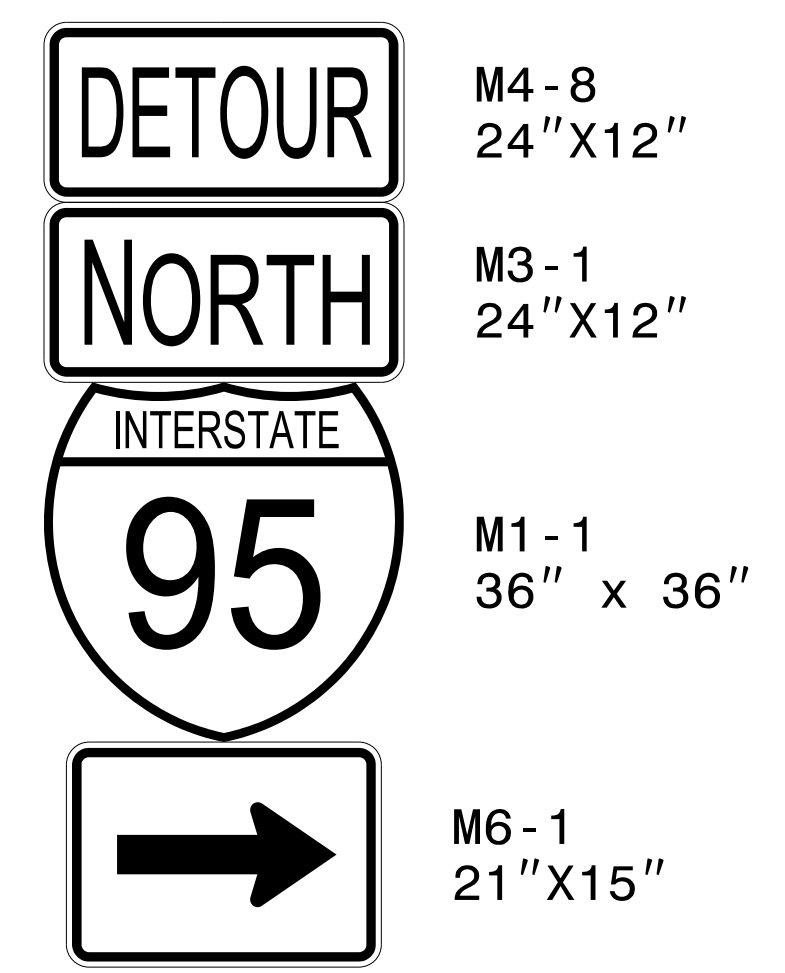 DETOUR
M4-8
24"X12"
NORTH
M3-1
24"X12"
INTERSTATE
95
M1-1
36" x 36"
M6-1
21"X15"